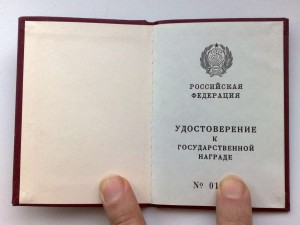 РОССИЙСКАЯ
ФЕДЕРАЦИЯ
УДОСТОВЕРЕНИЕ
К
ГОСУДАРСТВЕННОЙ
НАГРАДЕ
№ 01